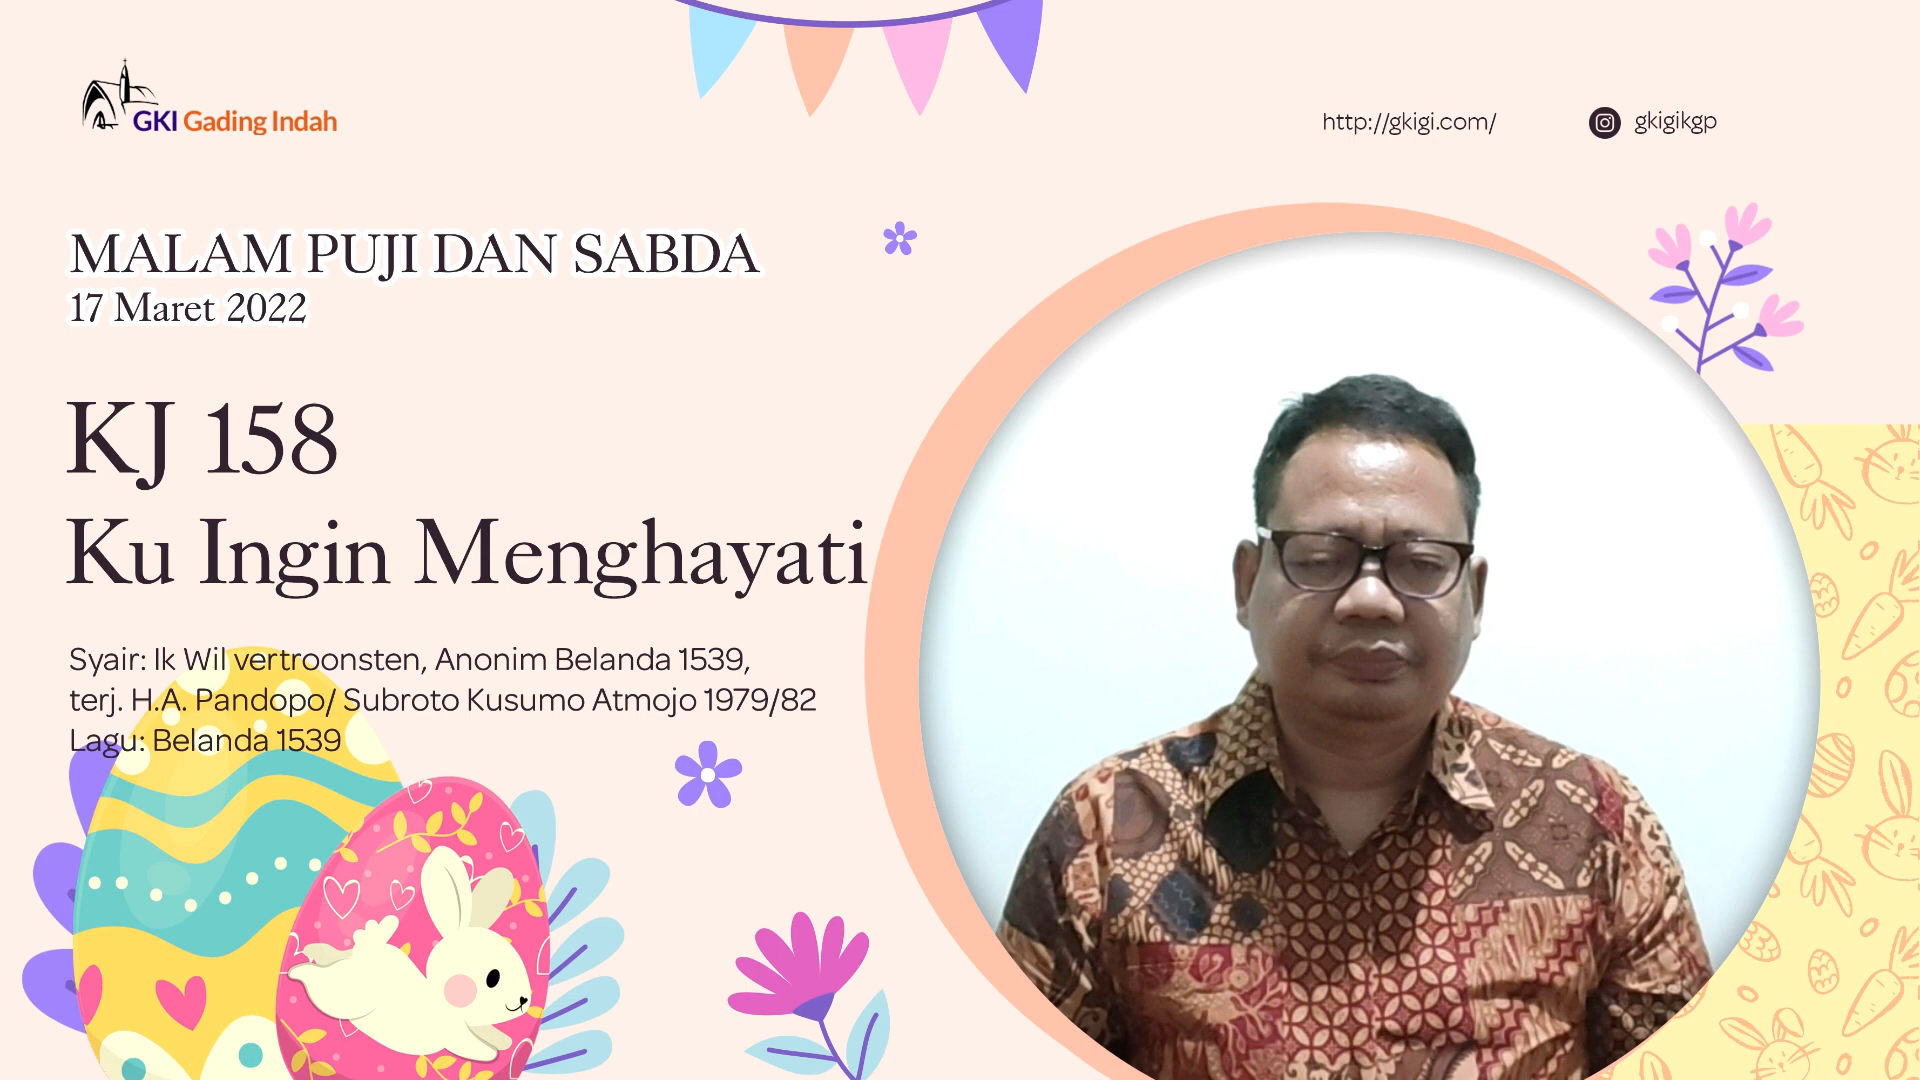 GKI Gading Indah
http://gkigi.com/
gkigikgp
MALAM PUJI DAN SABDA
17 Maret 2022
KJ 158
Ku Ingin Menghayati
Syair: Ik Wil vertroonsten, Anonim Belanda 1539,
terj. H.A. Pandopo/ Subroto Kusumo Atmojo 1979/82
Lagu: Belanda 1539